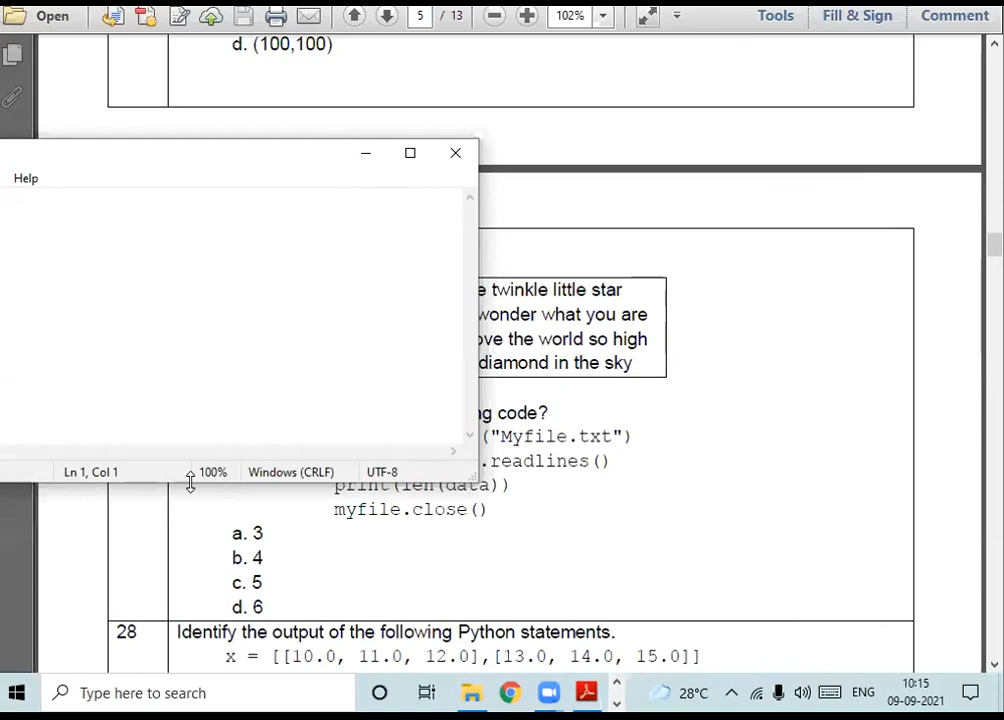 Open
5 / 13
102%
Tools
Fill & Sign
Comment
d. (100,100)
Help
e twinkle little star
wonder what you are
ove the world so high
diamond in the sky
ng code?
("Myfile.txt")
.readlines()
Ln 1, Col 1
100%
Windows (CRLF)
UTF-8
print(len(data))
myfile.close()
a. 3
b. 4
c. 5
d. 6
28
Identify the output of the following Python statements.
x = [[10.0, 11.0, 12.0],[13.0, 14.0, 15.0]]
Type here to search
28°C
ENG
10:15
09-09-2021